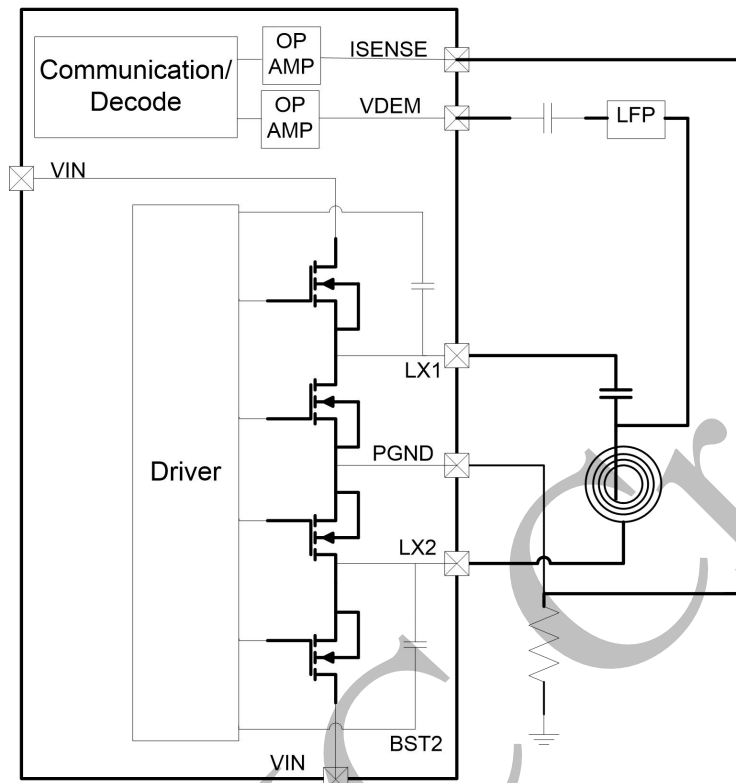 Communication/
Decode
OP
AMP
ISENSE
OP
AMP
VDEM
LFP
VIN
LX1
PGND
Driver
LX2
BST2
VIN